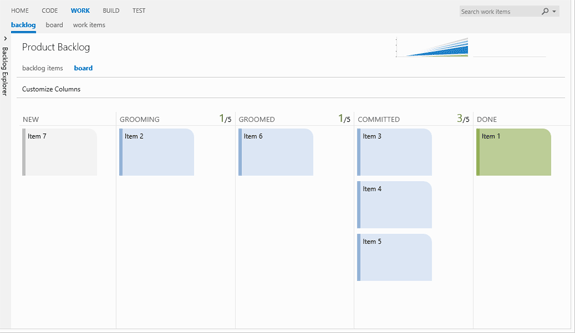 HOME CODE WORK BUILD TEST
Search work items
backlog board work items
Backlog Explorer
Product Backlog
backlog items board
Customize Columns
NEW GROOMING 1/5 GROOMED 1/5 COMMITTED 3/5 DONE
Item 7 Item 2 Item 6 Item 3 Item 1
Item 4
Item 5